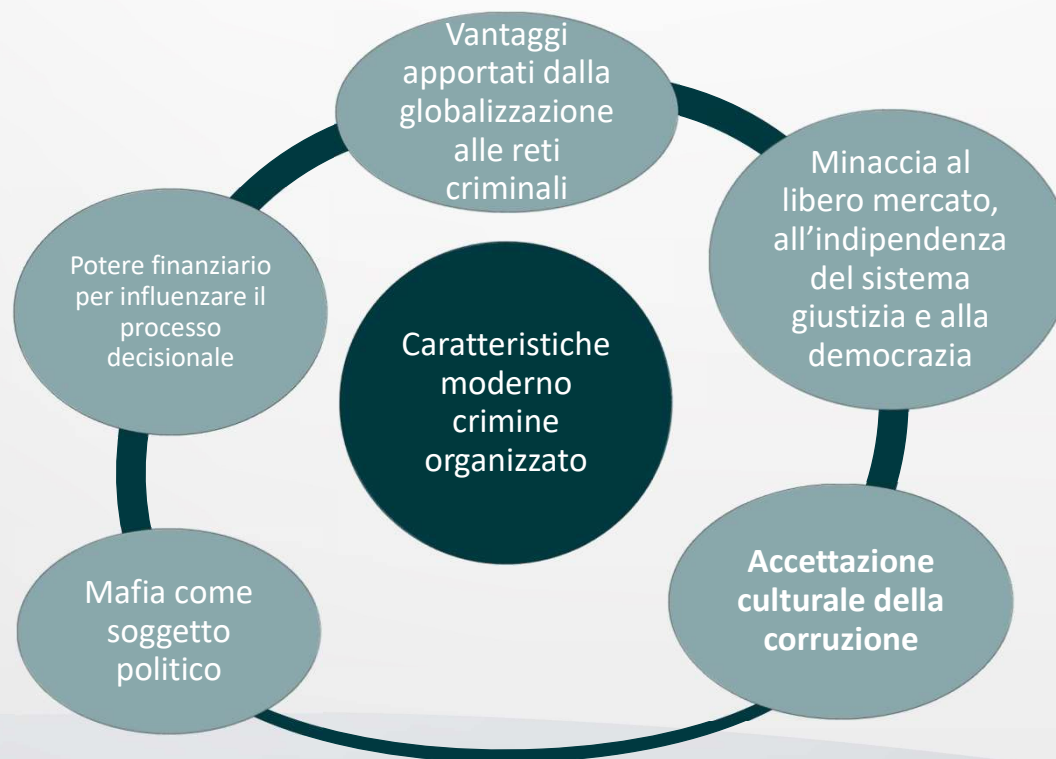 Vantaggi
apportati dalla
globalizzazione
alle reti
criminali
Minaccia al
libero mercato,
all’indipendenza
del sistema
giustizia e alla
democrazia
Accettazione
culturale della
corruzione
Mafia come
soggetto
politico
Potere finanziario
per influenzare il
processo
decisionale
Caratteristiche
moderno
crimine
organizzato